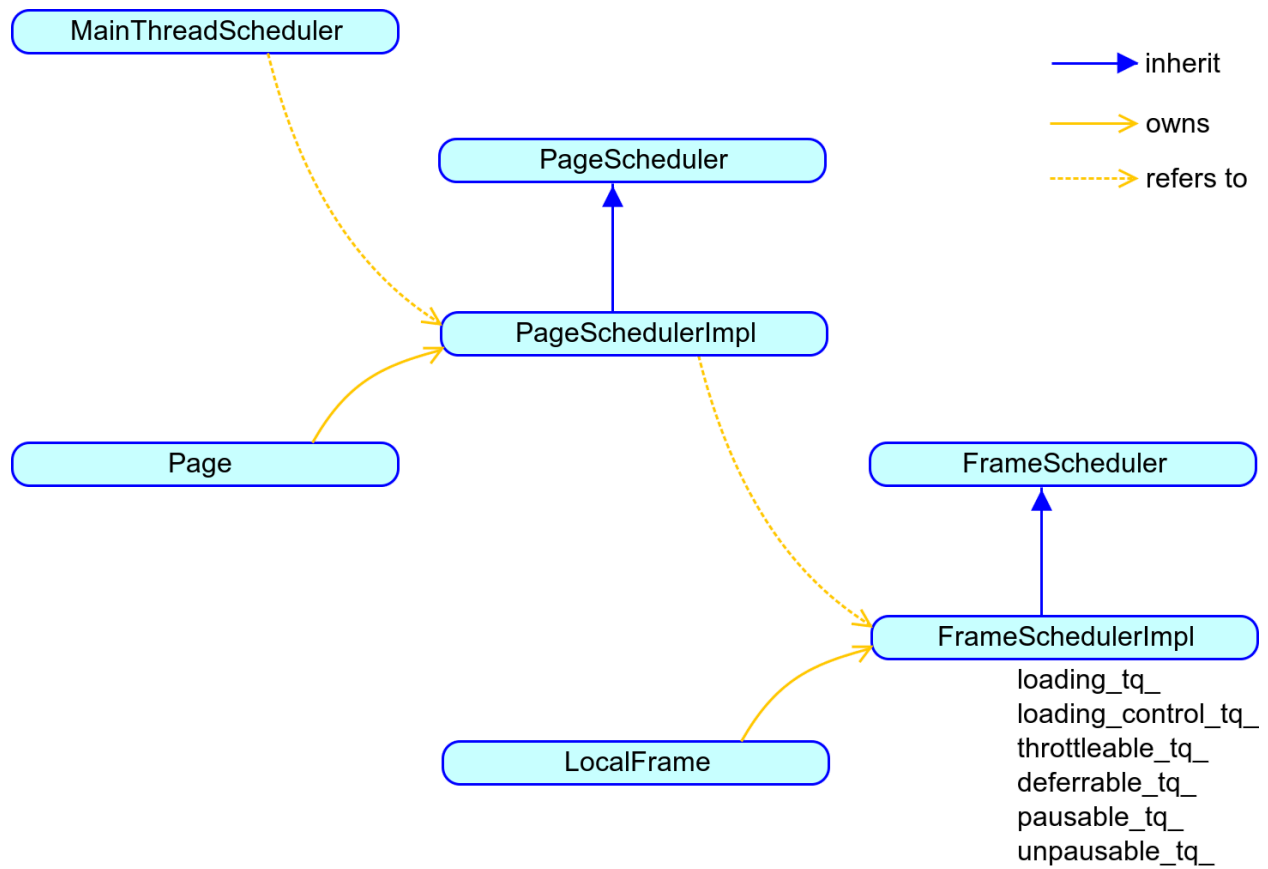 MainThreadScheduler
inherit
owns
PageScheduler
refers to
PageSchedulerImpl
Page
FrameScheduler
FrameSchedulerImpl
loading_tq_
loading_control_tq_
throttleable_tq_
LocalFrame
deferrable_tq_
pausable_tq_
unpausable_tq_